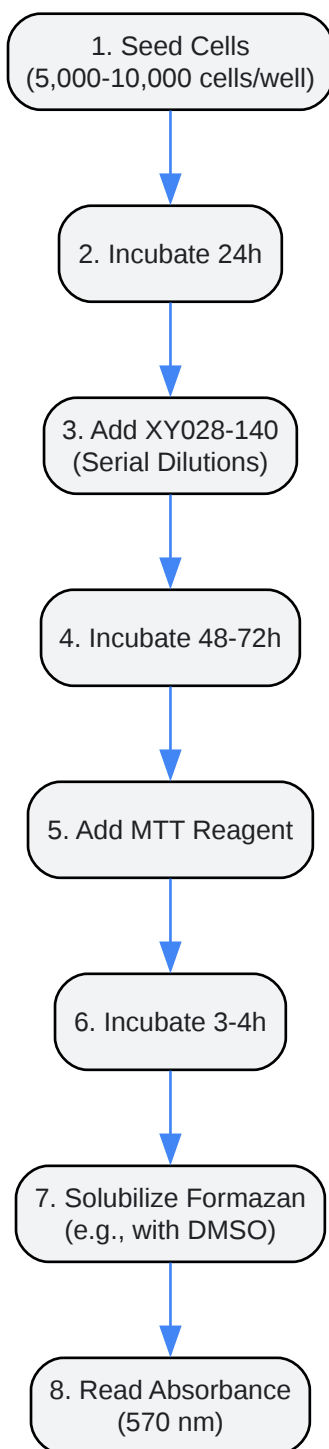 1. Seed Cells
(5,000-10,000 cells/well)
2. Incubate 24h
3. Add XY028-140
(Serial Dilutions)
4. Incubate 48-72h
5. Add MTT Reagent
6. Incubate 3-4h
7. Solubilize Formazan
(e.g., with DMSO)
8. Read Absorbance
(570 nm)